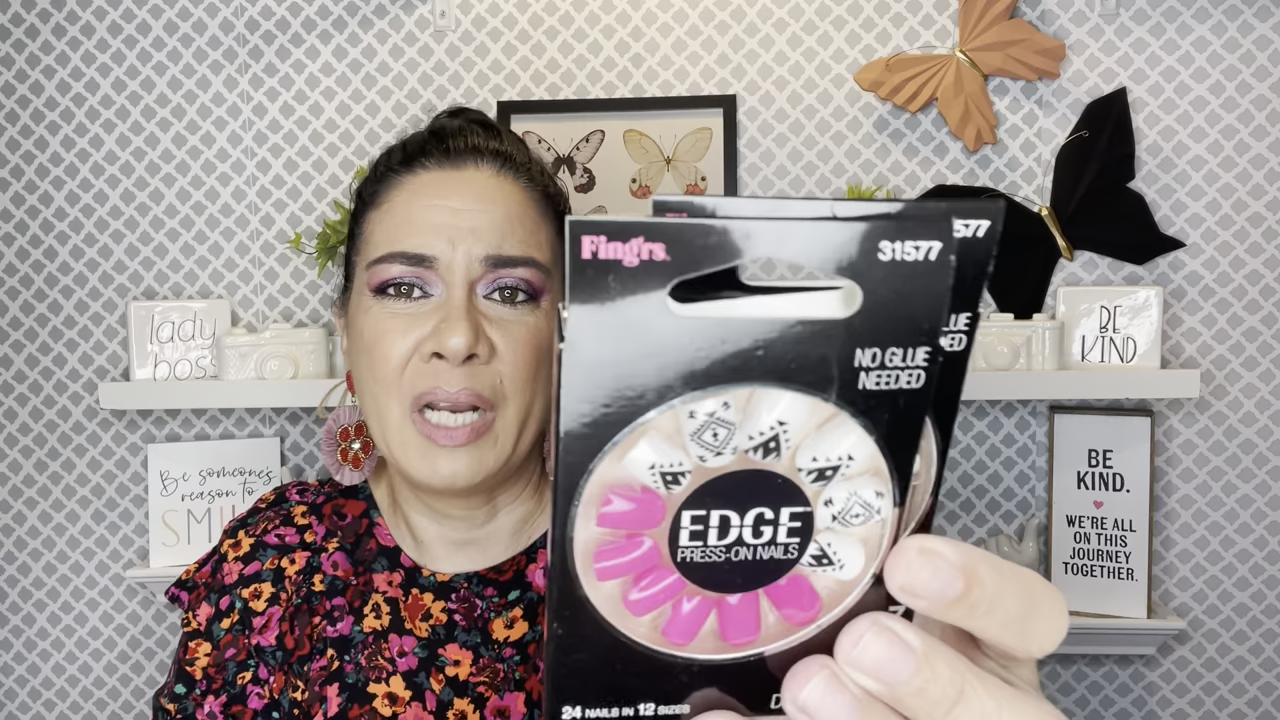 lady
boss
Be someone's
reason to
Fingrs
31577
NO GLUE
NEEDED
EDGE
PRESS-ON NAILS
24 NAILS IN 12 SIZES
577
BE
KIND
BE
KIND.
WE'RE ALL
ON THIS
JOURNEY
TOGETHER.